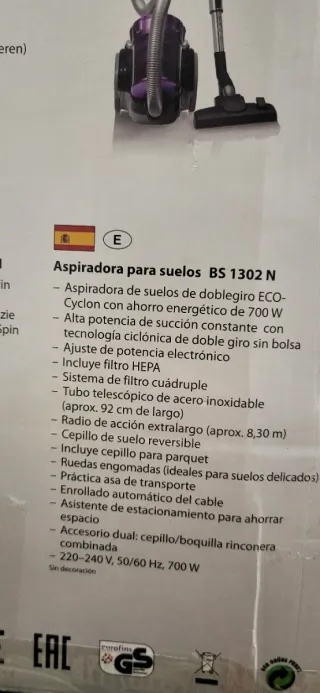 eren)
E
Aspiradora para suelos BS 1302 N
– Aspiradora de suelos de doblegiro ECO-
Cyclon con ahorro energético de 700 W
– Alta potencia de succión constante con
tecnología ciclónica de doble giro sin bolsa
– Ajuste de potencia electrónico
– Incluye filtro HEPA
– Sistema de filtro cuádruple
– Tubo telescópico de acero inoxidable
(aprox. 92 cm de largo)
– Radio de acción extralargo (aprox. 8,30 m)
– Cepillo de suelo reversible
– Incluye cepillo para parquet
– Ruedas engomadas (ideales para suelos delicados)
– Práctica asa de transporte
– Enrollado automático del cable
– Asistente de estacionamiento para ahorrar
espacio
– Accesorio dual: cepillo/boquilla rinconera
combinada
– 220–240 V, 50/60 Hz, 700 W
Sin decoración
in
zie
Spin
EAC
eurofins
GS